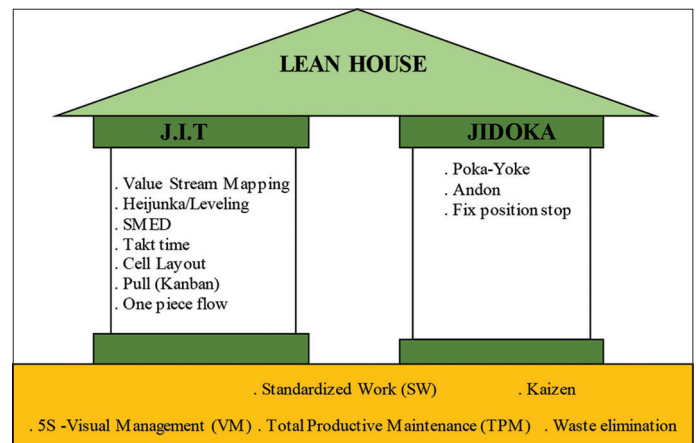 LEAN HOUSE
J.I.T
. Value Stream Mapping
. Heijunka/Leveling
. SMED
. Takt time
. Cell Layout
. Pull (Kanban)
. One piece flow
JIDOKA
. Poka-Yoke
. Andon
. Fix position stop
. Standardized Work (SW) . Kaizen
. 5S -Visual Management (VM) . Total Productive Maintenance (TPM) . Waste elimination